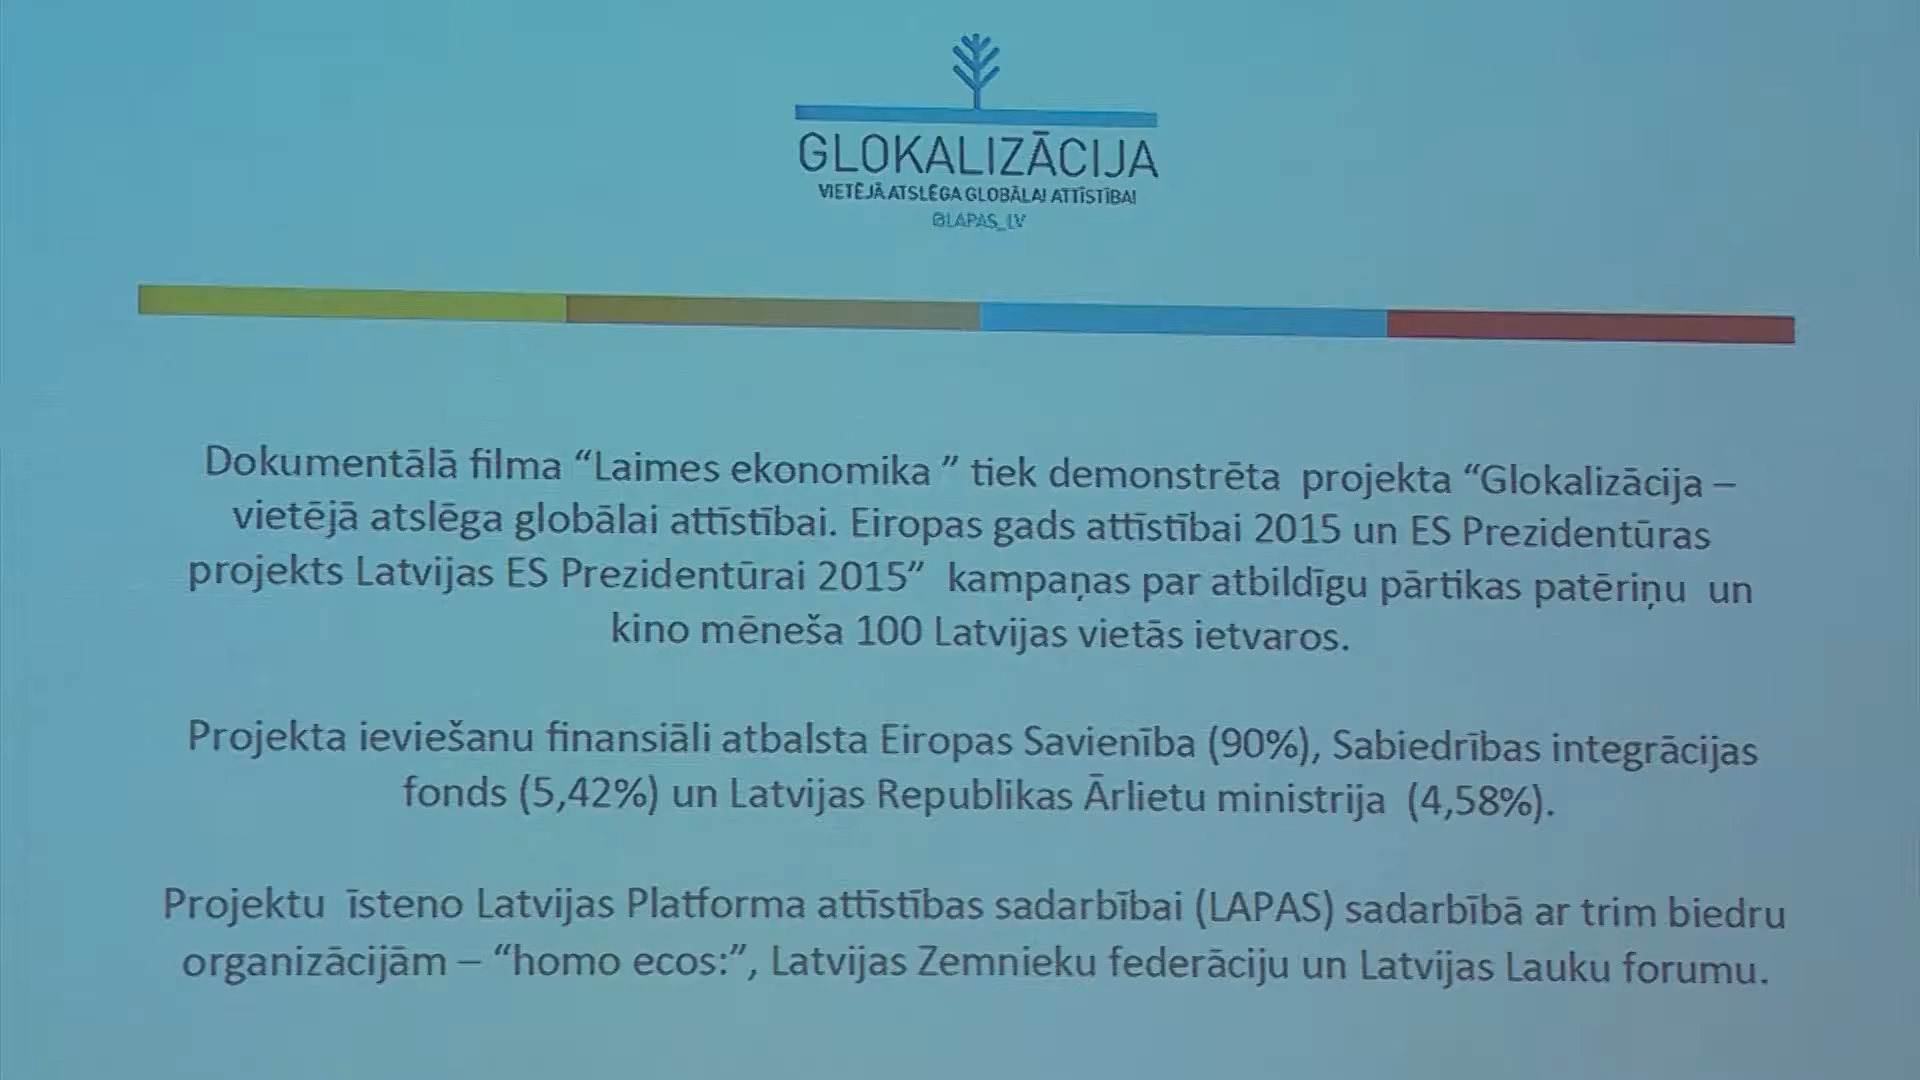 GLOKALIZĀCIJA
VIETĒJĀ ATSLĒGA GLOBĀLAI ATTĪSTĪBAI
@LAPAS_LV
Dokumentālā filma “Laimes ekonomika ” tiek demonstrēta projekta “Glokalizācija –
vietējā atslēga globālai attīstībai. Eiropas gads attīstībai 2015 un ES Prezidentūras
projekts Latvijas ES Prezidentūrai 2015” kampaņas par atbildīgu pārtikas patēriņu un
kino mēneša 100 Latvijas vietās ietvaros.
Projekta ieviešanu finansiāli atbalsta Eiropas Savienība (90%), Sabiedrības integrācijas
fonds (5,42%) un Latvijas Republikas Ārlietu ministrija (4,58%).
Projektu īsteno Latvijas Platforma attīstības sadarbībai (LAPAS) sadarbībā ar trim biedru
organizācijām – “homo ecos:”, Latvijas Zemnieku federāciju un Latvijas Lauku forumu.